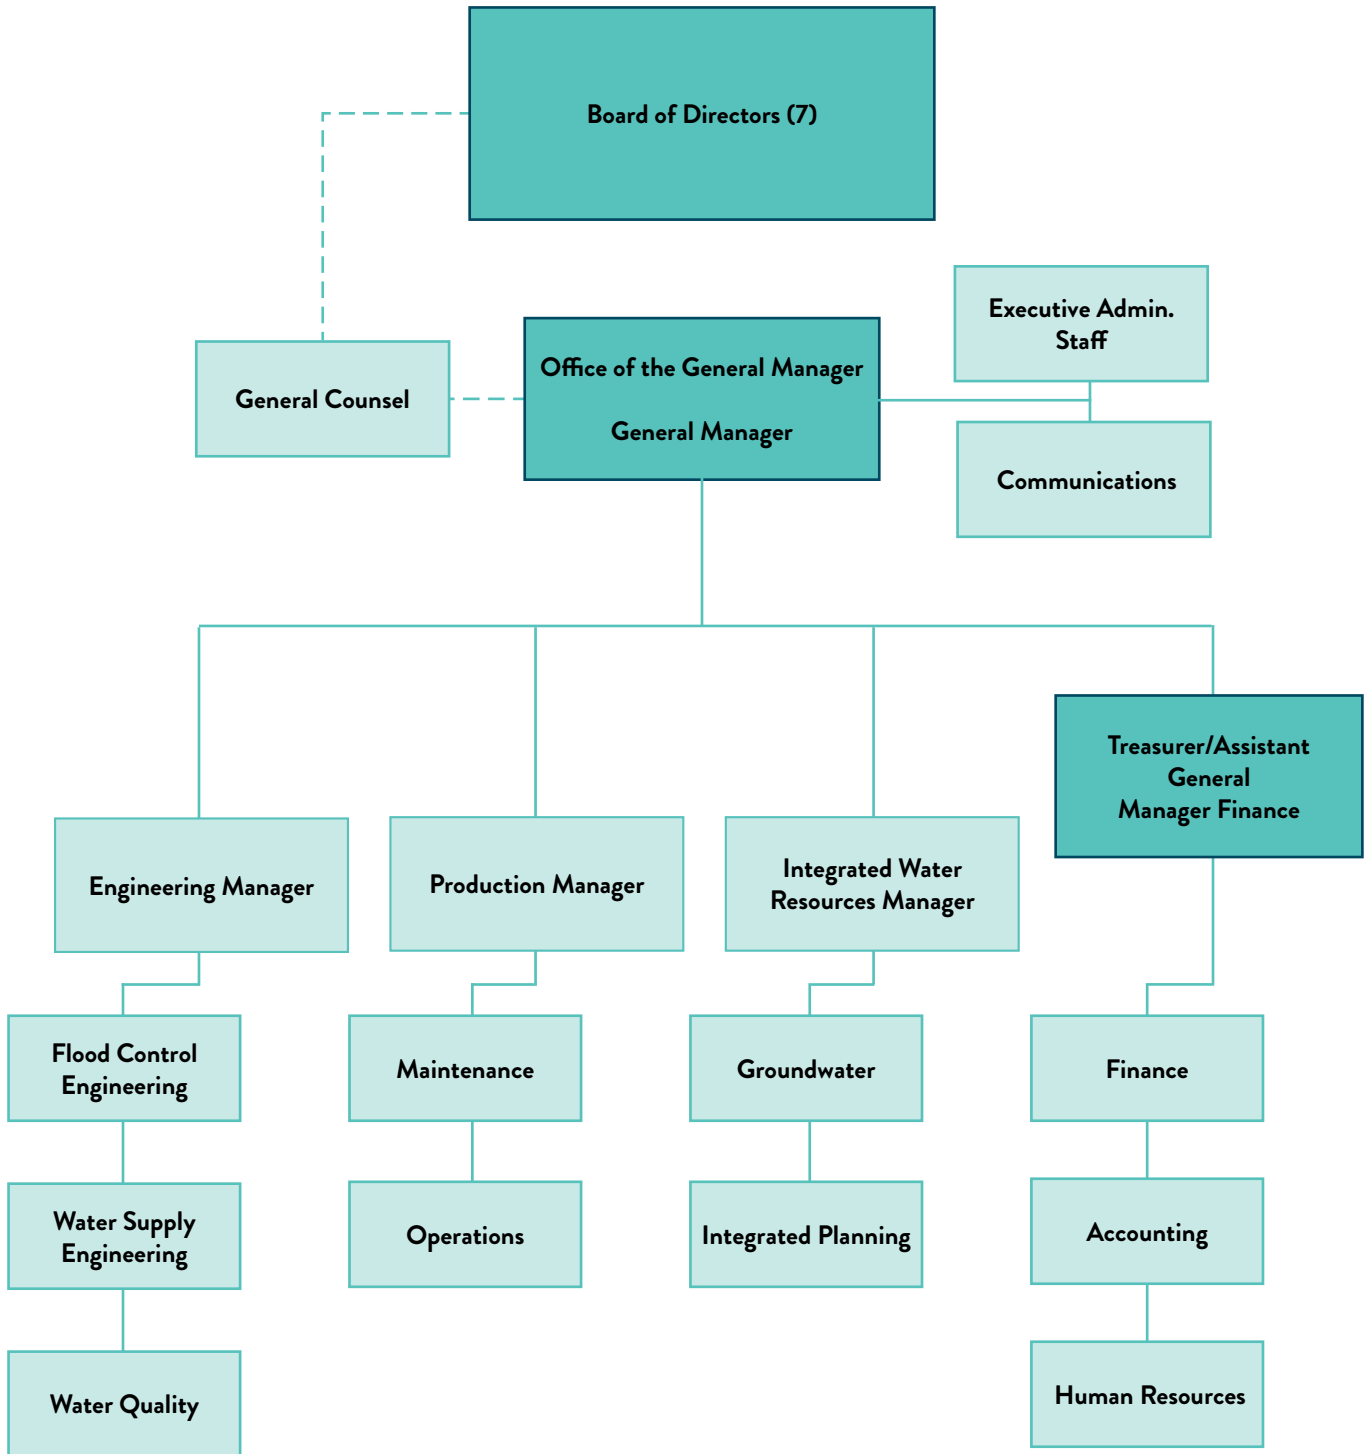 Board of Directors (7)
Executive Admin.
Staff
Office of the General Manager
General Manager
General Counsel
Communications
Treasurer/Assistant
General
Manager Finance
Engineering Manager
Production Manager
Integrated Water
Resources Manager
Flood Control
Engineering
Maintenance
Groundwater
Finance
Water Supply
Engineering
Operations
Integrated Planning
Accounting
Water Quality
Human Resources